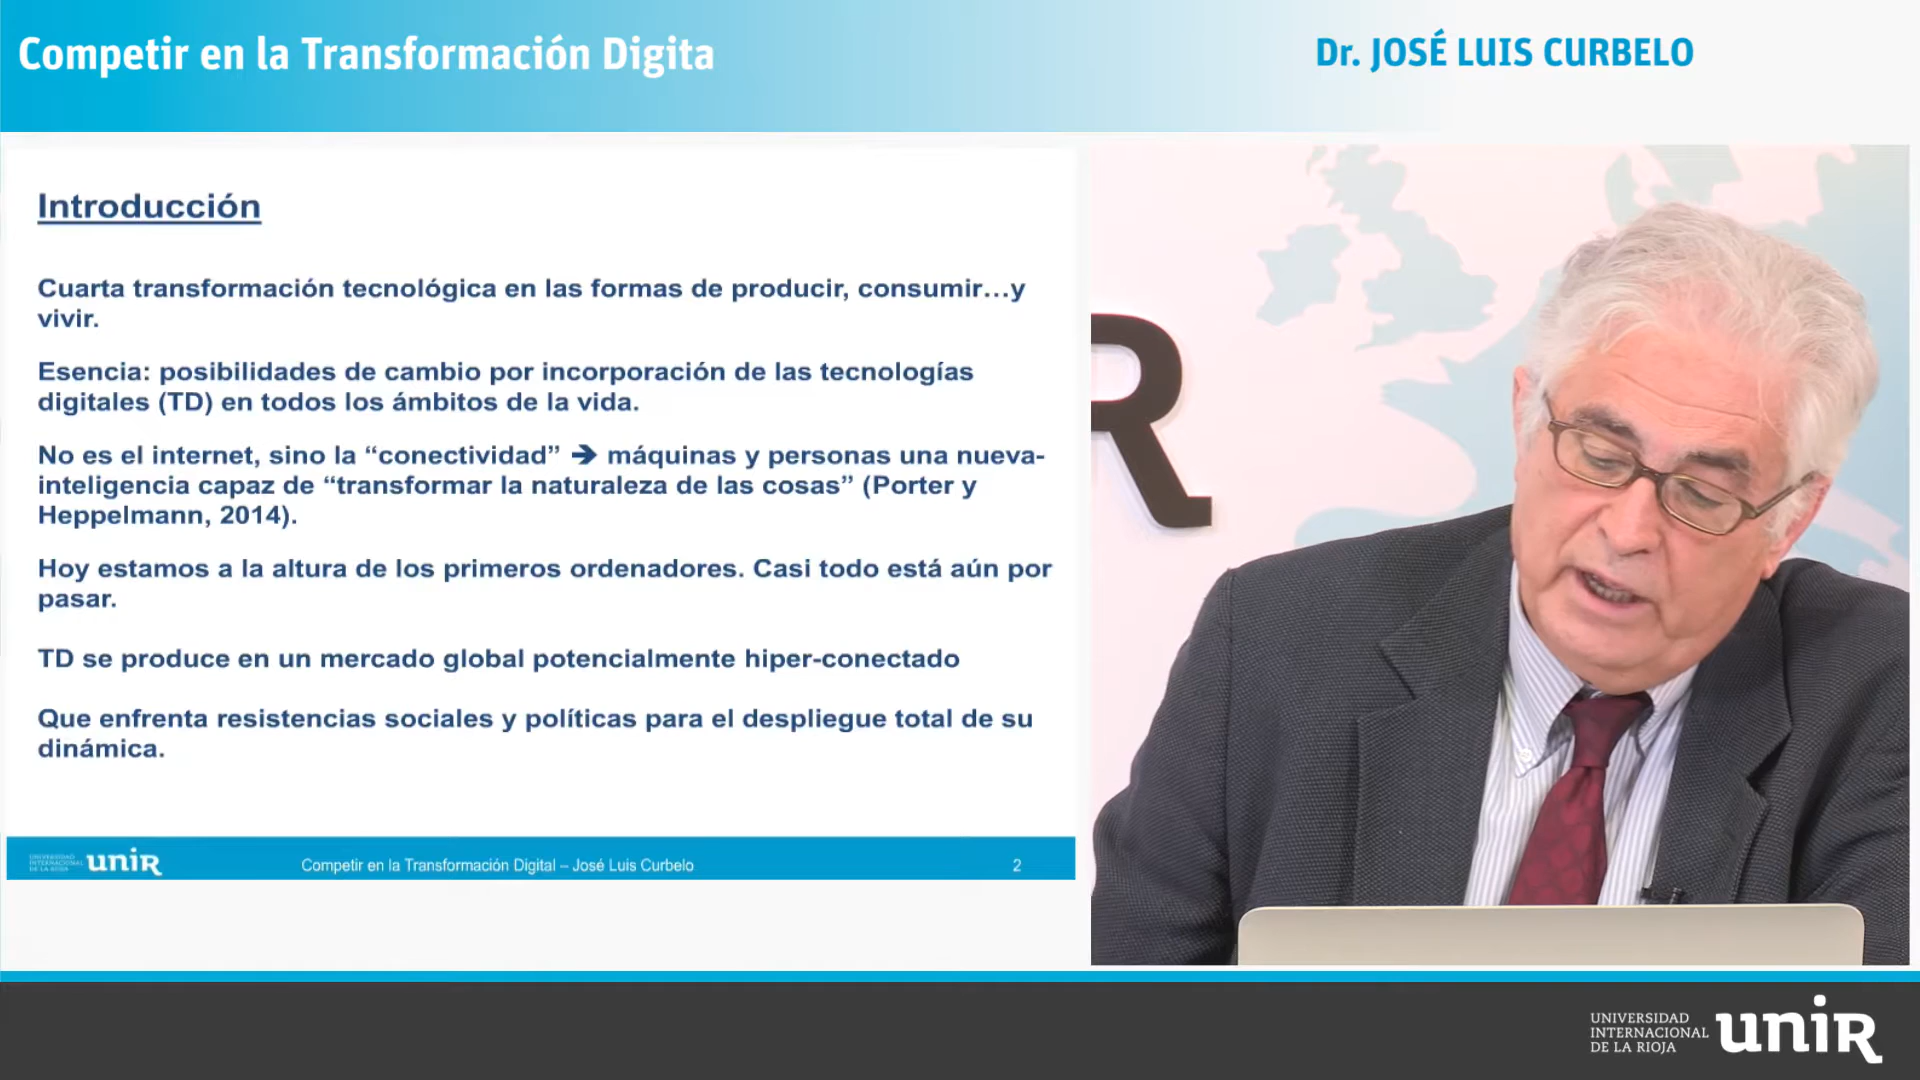 Competir en la Transformación Digita
Dr. JOSÉ LUIS CURBELO
Introducción
Cuarta transformación tecnológica en las formas de producir, consumir…y
vivir.
Esencia: posibilidades de cambio por incorporación de las tecnologías
digitales (TD) en todos los ámbitos de la vida.
No es el internet, sino la “conectividad” ➔ máquinas y personas una nueva-
inteligencia capaz de “transformar la naturaleza de las cosas” (Porter y
Heppelmann, 2014).
Hoy estamos a la altura de los primeros ordenadores. Casi todo está aún por
pasar.
TD se produce en un mercado global potencialmente hiper-conectado
Que enfrenta resistencias sociales y políticas para el despliegue total de su
dinámica.
UNIVERSIDAD
INTERNACIONAL
DE LA RIOJA
unir
Competir en la Transformación Digital – José Luis Curbelo
2
R
UNIVERSIDAD
INTERNACIONAL
DE LA RIOJA
unir